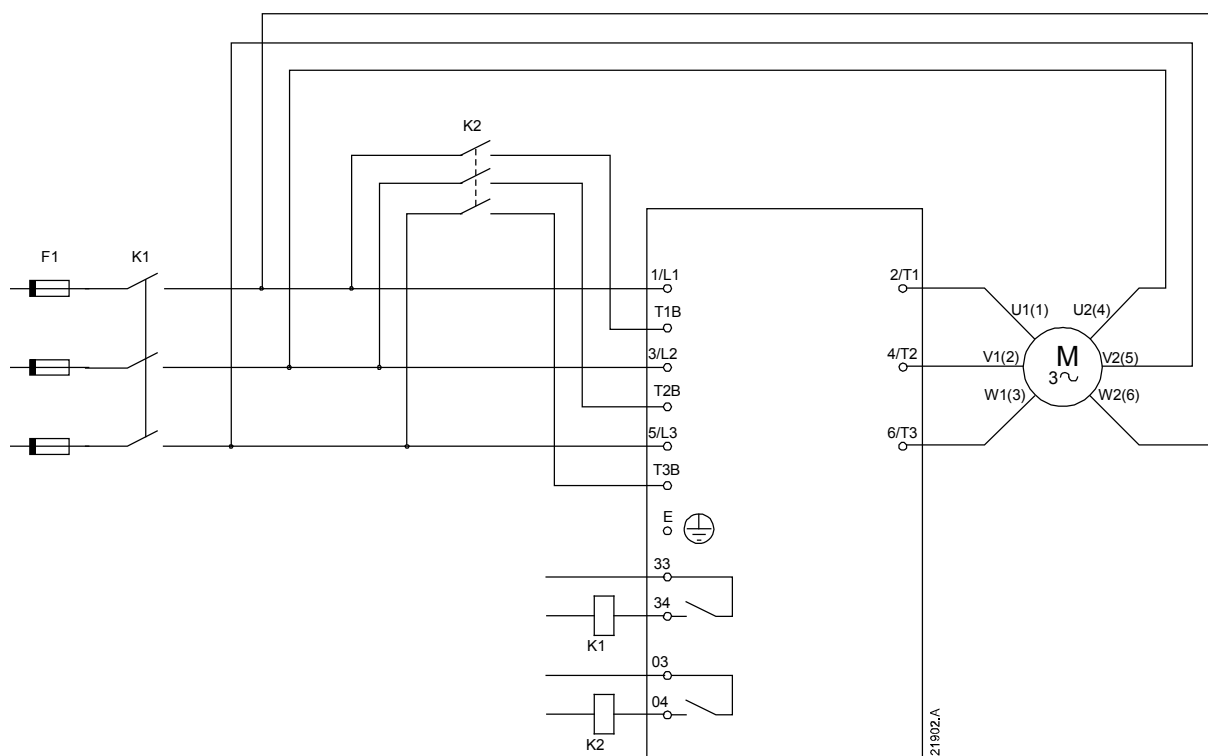 K2
F1 K1
1/L1 2/T1
T1B U1(1) U2(4)
3/L2 4/T2 V1(2) M V2(5)
3~
T2B W1(3) W2(6)
5/L3 6/T3
T3B
E
33
34
K1
03
04
K2
21902.A